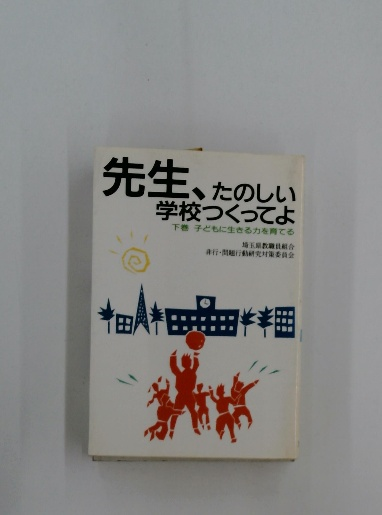 先生、たのしい
学校つくってよ
下巻 子どもに生きる力を育てる
埼玉県教職員組合
非行・問題行動研究対策委員会